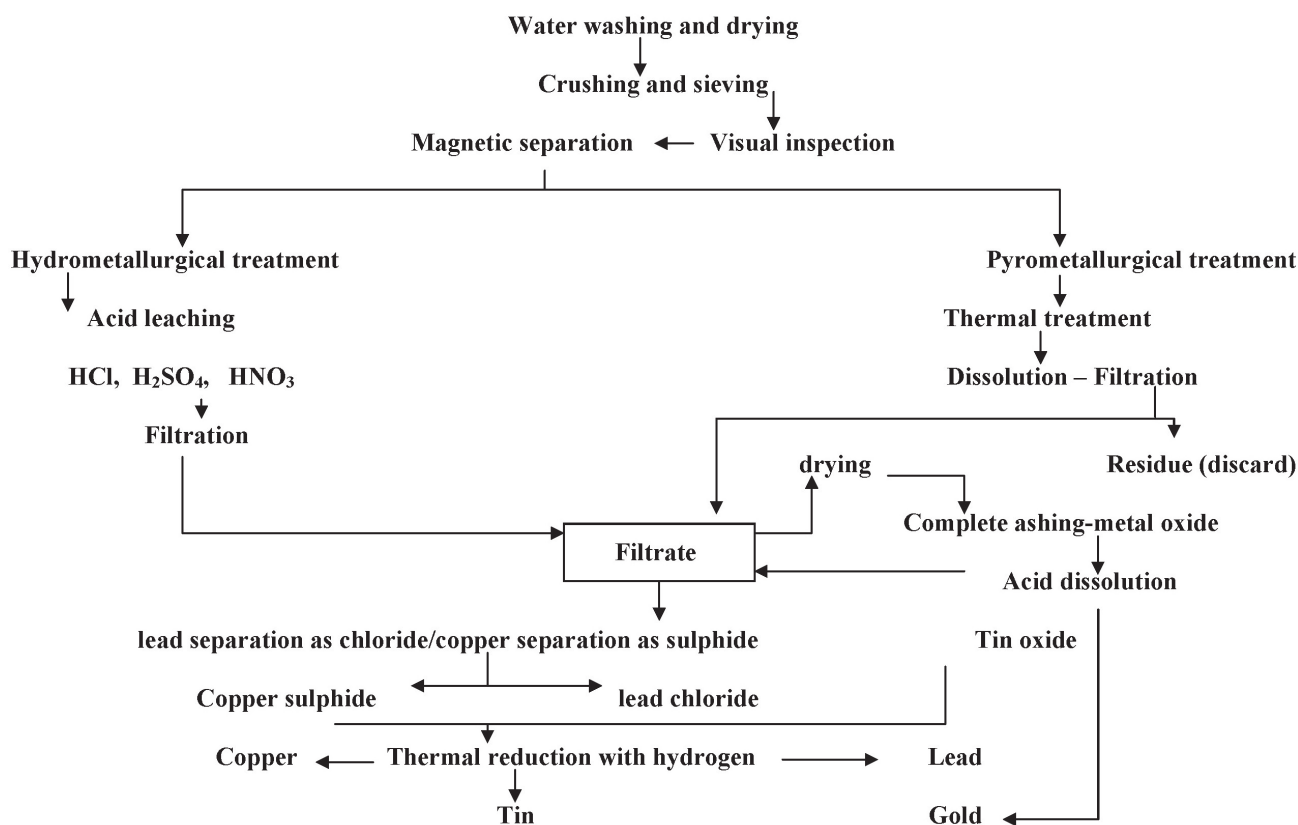 Water washing and drying
Crushing and sieving
Magnetic separation
Visual inspection
Hydrometallurgical treatment
Pyrometallurgical treatment
Acid leaching
Thermal treatment
HCl, H₂SO₄, HNO₃
Dissolution – Filtration
Filtration
drying
Residue (discard)
Complete ashing-metal oxide
Filtrate
Acid dissolution
lead separation as chloride/copper separation as sulphide
Tin oxide
Copper sulphide
lead chloride
Copper
Thermal reduction with hydrogen
Lead
Tin
Gold